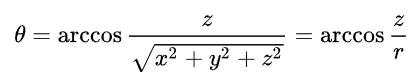 θ = arccos z / √(x² + y² + z²) = arccos z / r